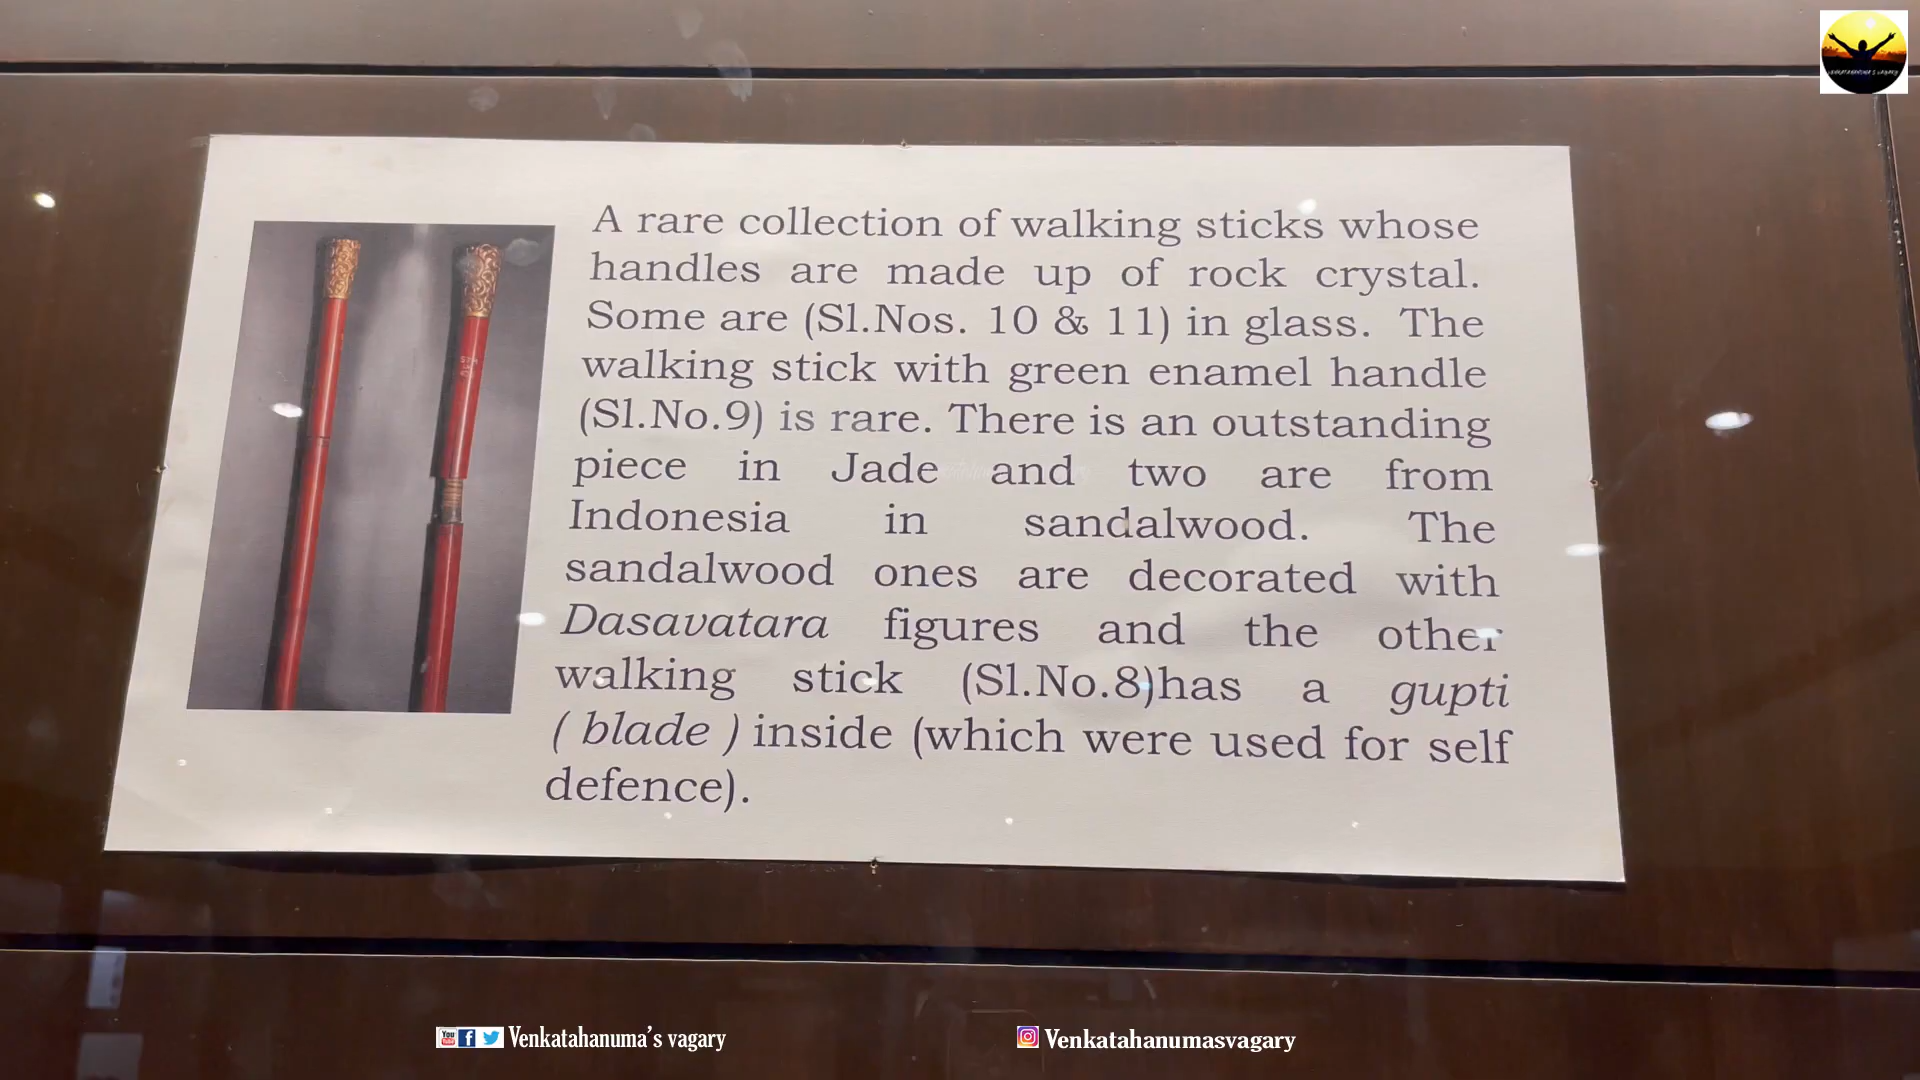 A rare collection of walking sticks whose
handles are made up of rock crystal.
Some are (Sl.Nos. 10 & 11) in glass. The
walking stick with green enamel handle
(Sl.No.9) is rare. There is an outstanding
piece in Jade and two are from
Indonesia in sandalwood. The
sandalwood ones are decorated with
Dasavatara figures and the other
walking stick (Sl.No.8)has a gupti
( blade ) inside (which were used for self
defence).
VENKATAHANUMA'S VAGARY
You Venkatahanuma's vagary
Venkatahanumasvagary